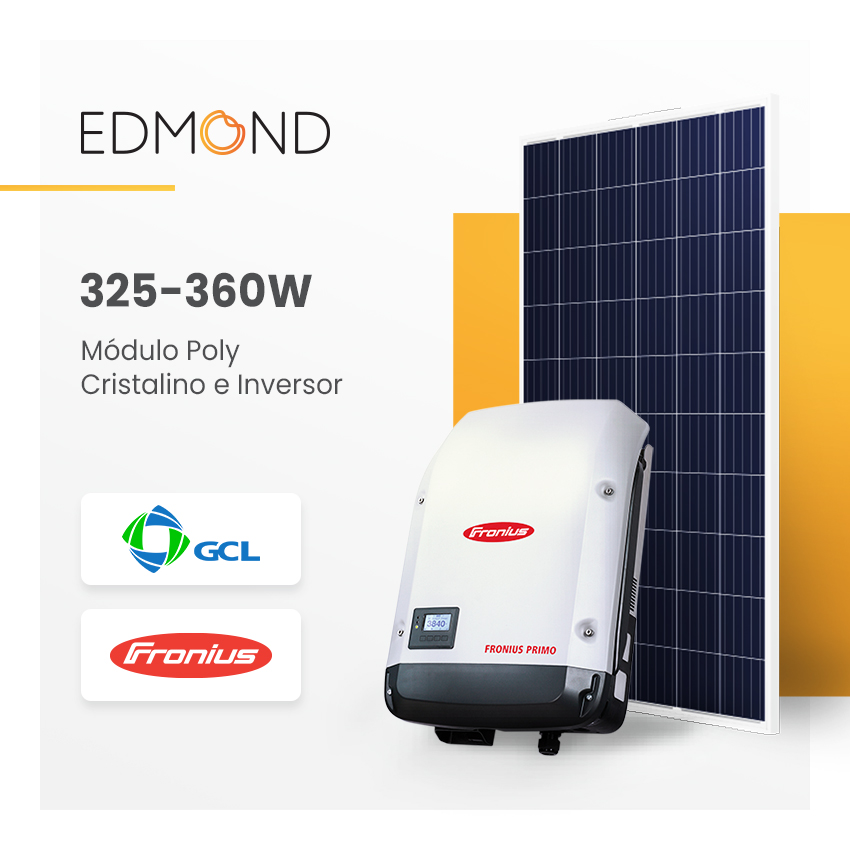 EDMOND
325-360W
Módulo Poly
Cristalino e Inversor
GCL
Fronius
Fronius
3840
FRONIUS PRIMO